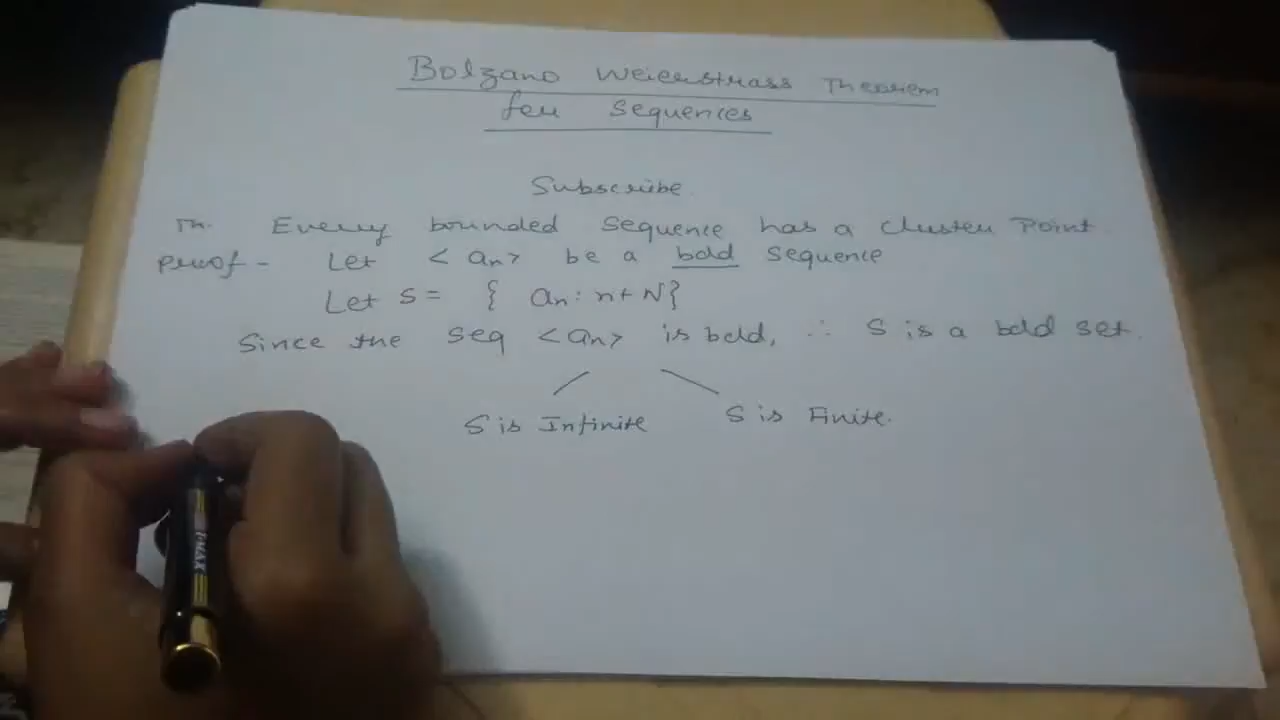 Bolzano Weierstrass Theorem
for Sequences
Subscribe.
Th. Every bounded sequence has a cluster point
Proof - Let < an > be a bdd sequence
Let S = { an : n ∈ N }
Since the seq < an > is bdd, ∴ S is a bdd set.
S is Infinite S is Finite.
I-MAX